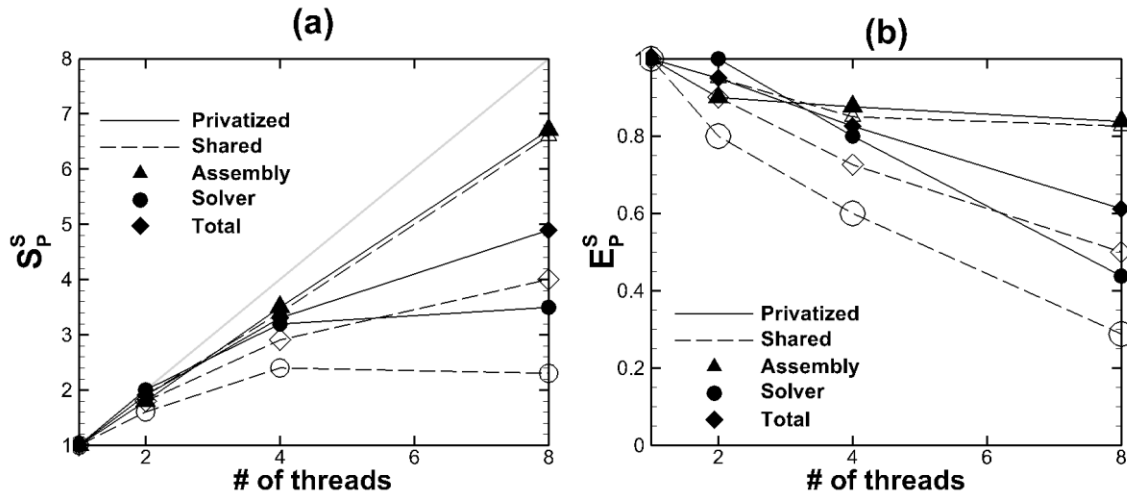 (a)
8
7
6
5
4
3
2
1
S_P^S
Privatized
Shared
Assembly
Solver
Total
2
4
6
8
# of threads
(b)
1
0.8
0.6
0.4
0.2
0
E_P^S
Privatized
Shared
Assembly
Solver
Total
2
4
6
8
# of threads